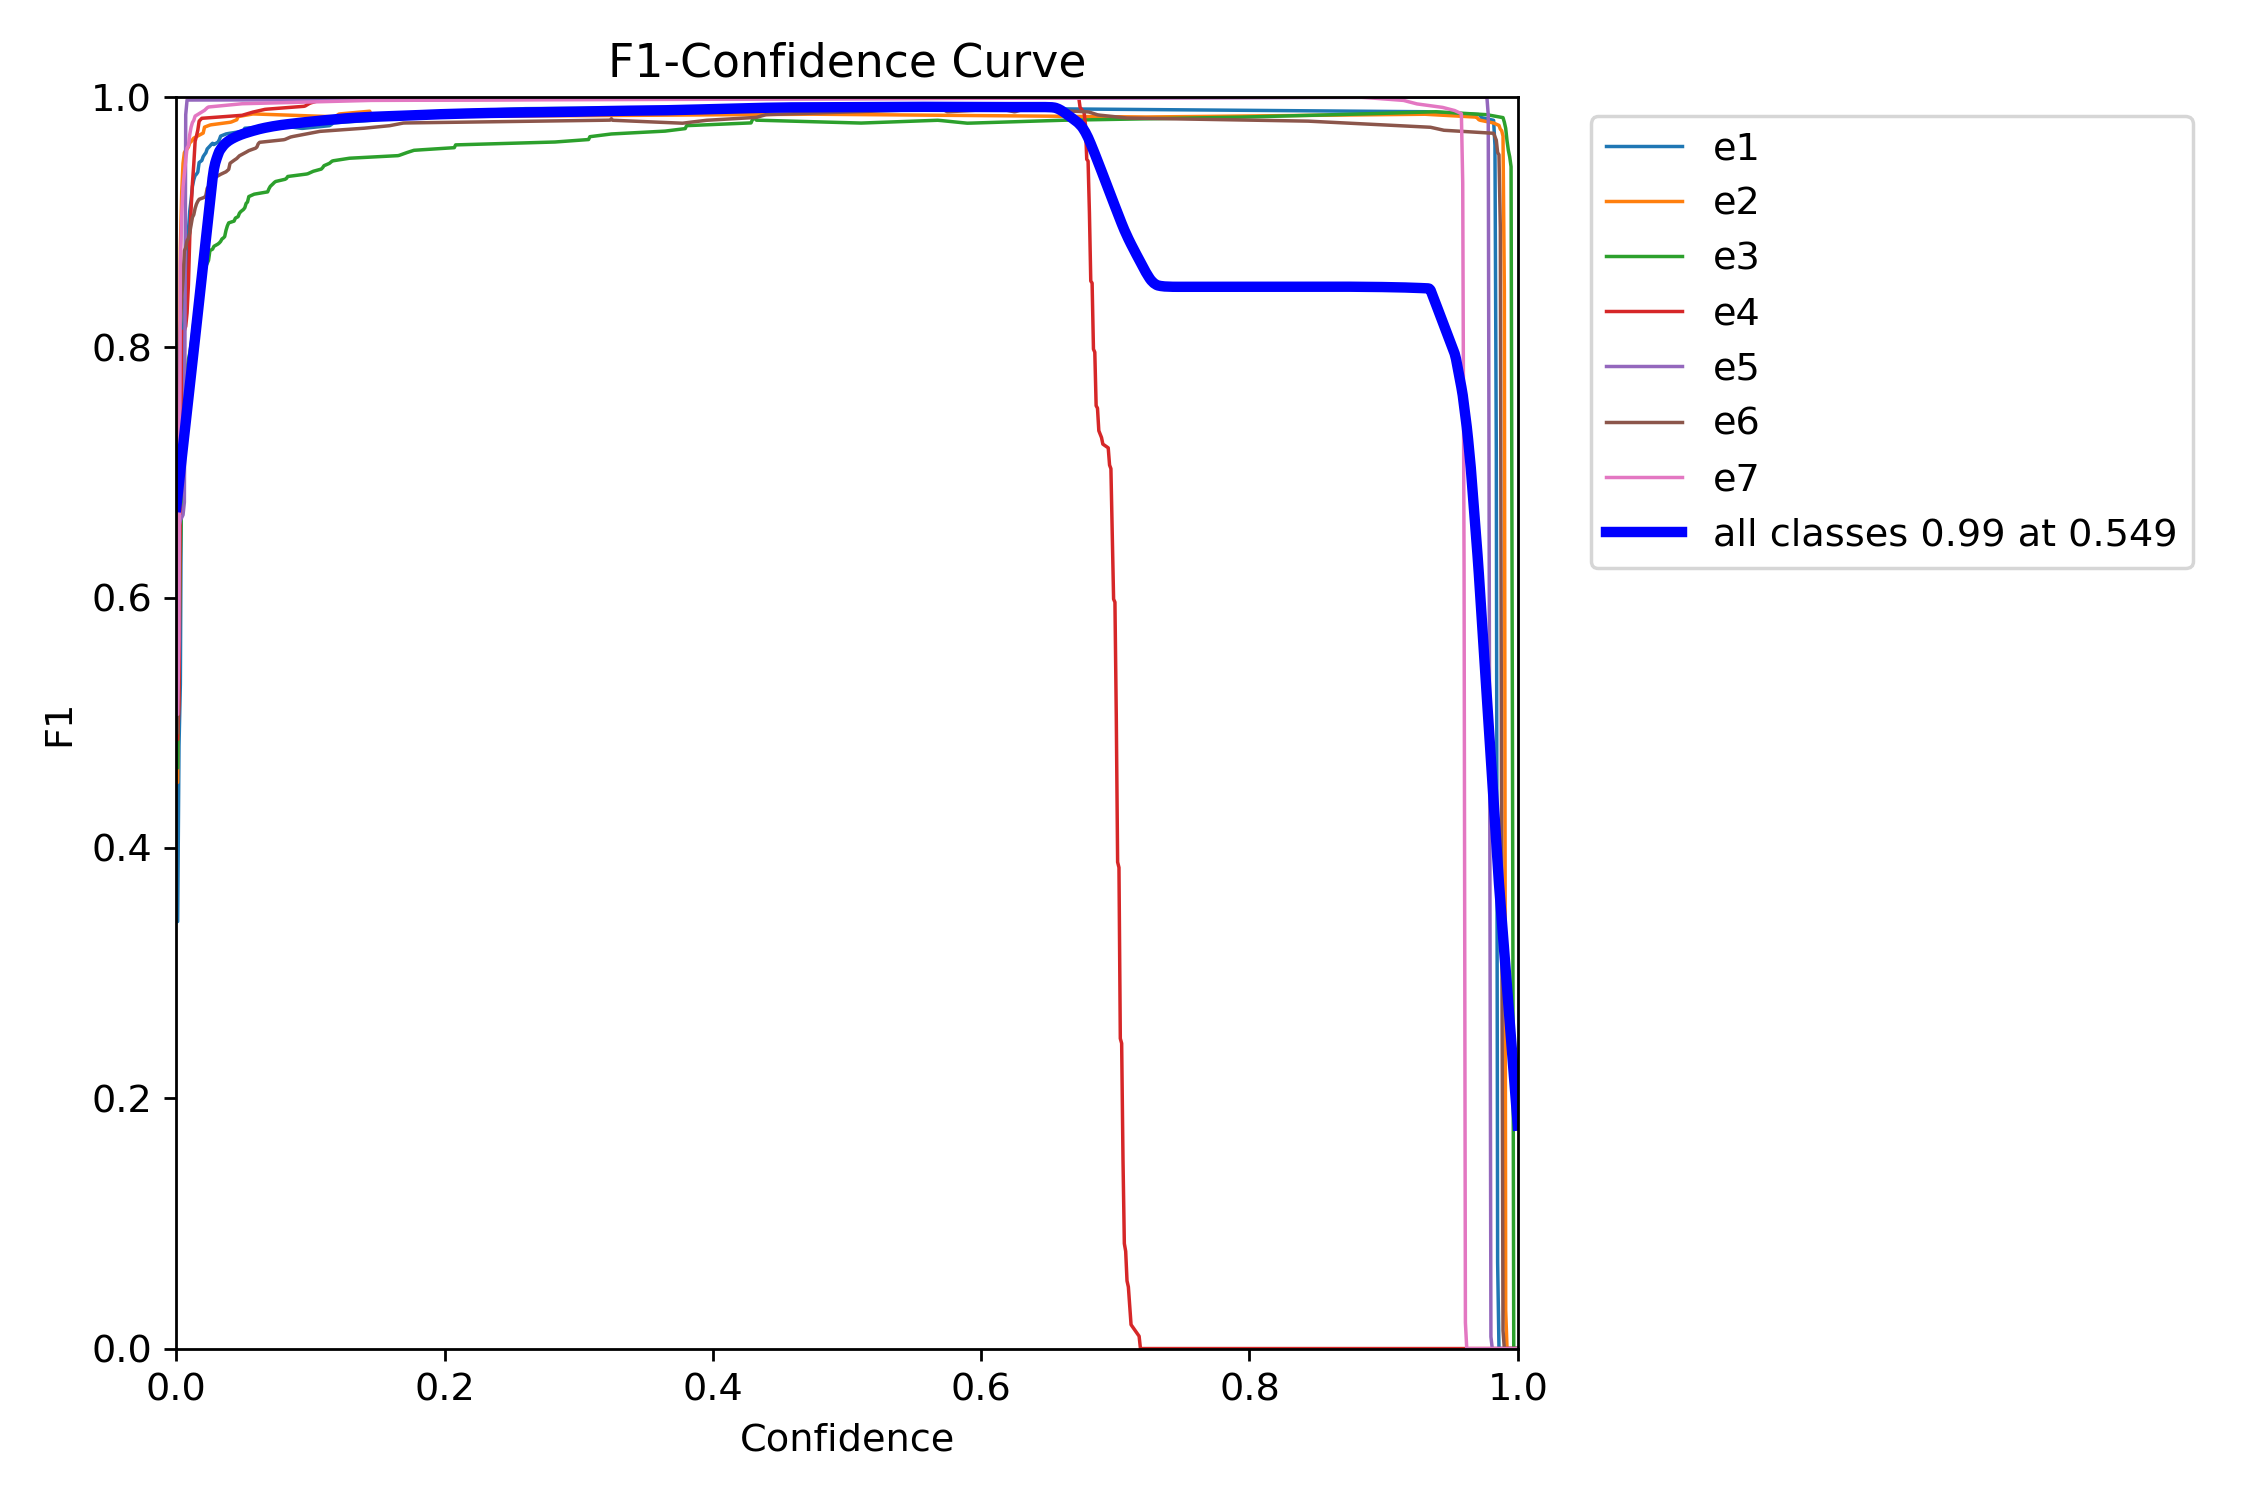 F1-Confidence Curve
1.0
0.8
0.6
0.4
0.2
0.0
F1
0.0 0.2 0.4 0.6 0.8 1.0
Confidence
e1
e2
e3
e4
e5
e6
e7
all classes 0.99 at 0.549